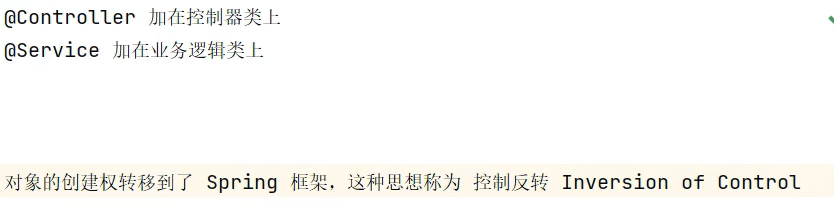 @Controller 加在控制器类上
@Service 加在业务逻辑类上
对象的创建权转移到了 Spring 框架，这种思想称为 控制反转 Inversion of Control